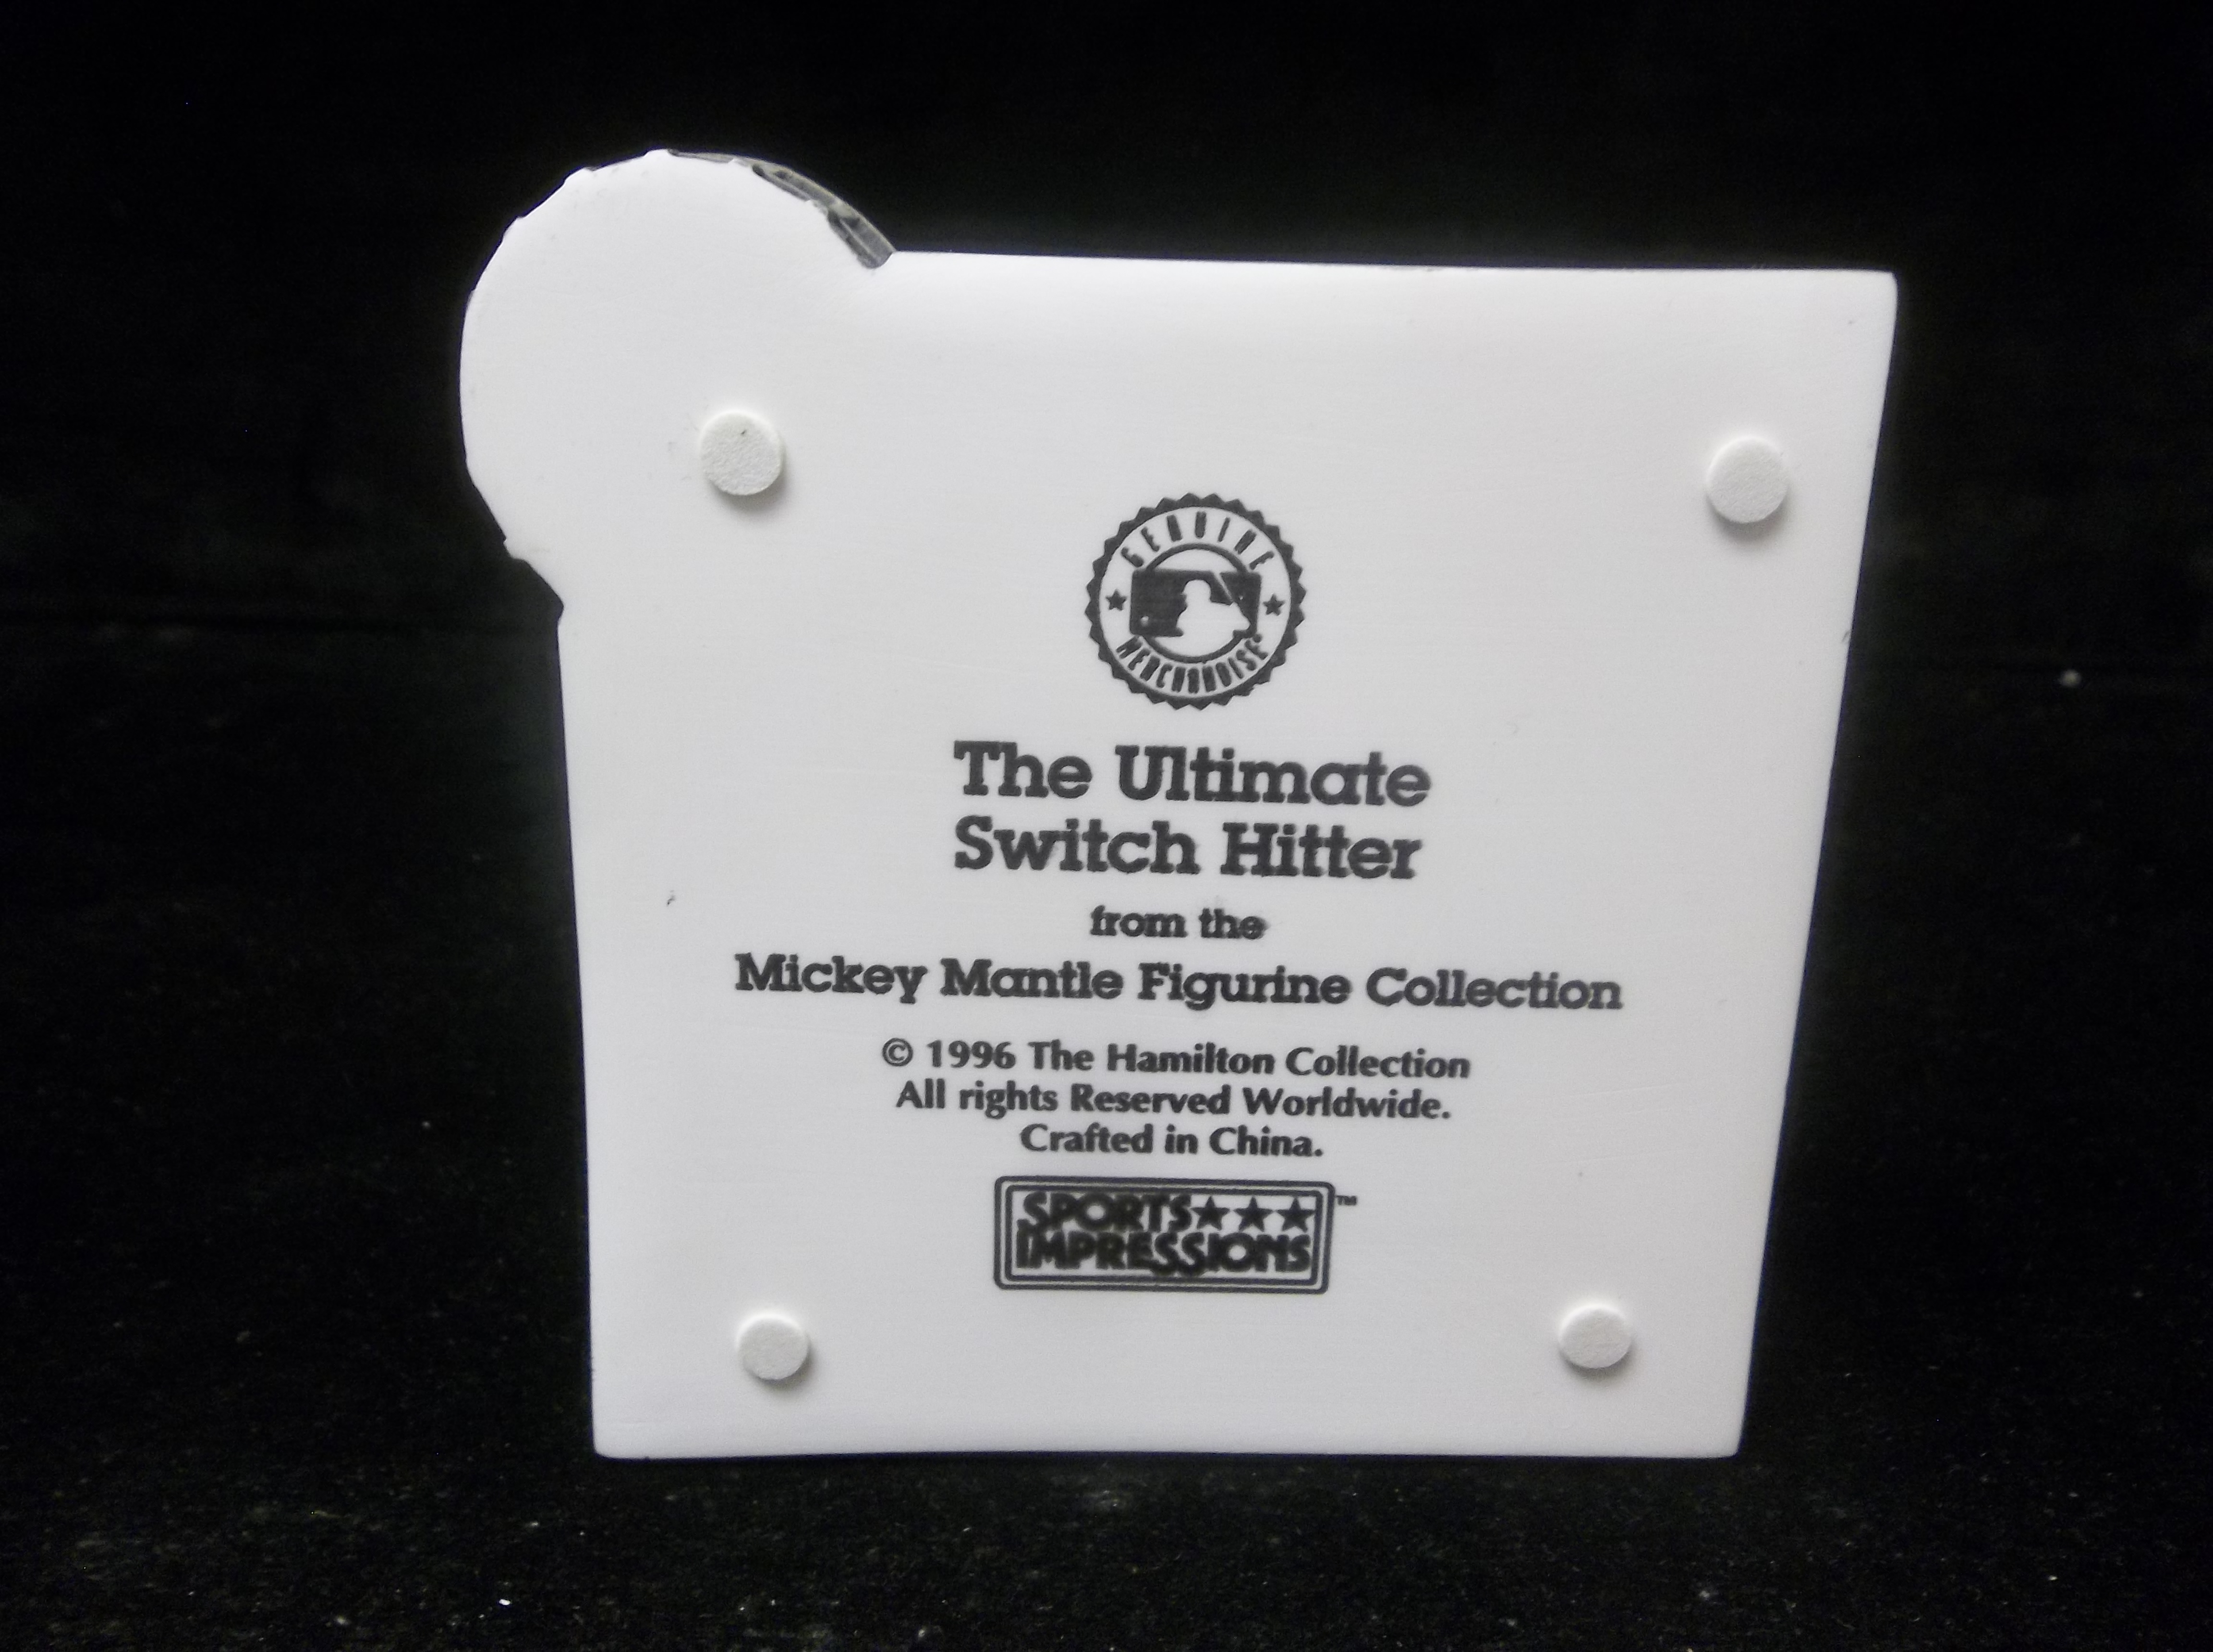 GENUINE
MERCHANDISE
The Ultimate
Switch Hitter
from the
Mickey Mantle Figurine Collection
© 1996 The Hamilton Collection
All rights Reserved Worldwide.
Crafted in China.
SPORTS★★★ ™
IMPRESSIONS